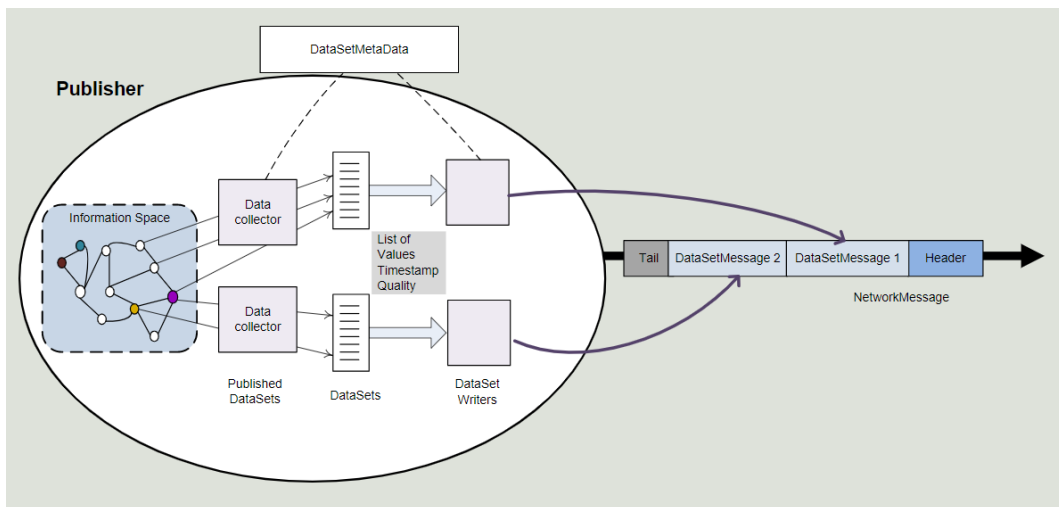 DataSetMetaData
Publisher
Information Space
Data
collector
List of
Values
Timestamp
Quality
Data
collector
Published
DataSets
DataSets
DataSet
Writers
Tail
DataSetMessage 2
DataSetMessage 1
Header
NetworkMessage